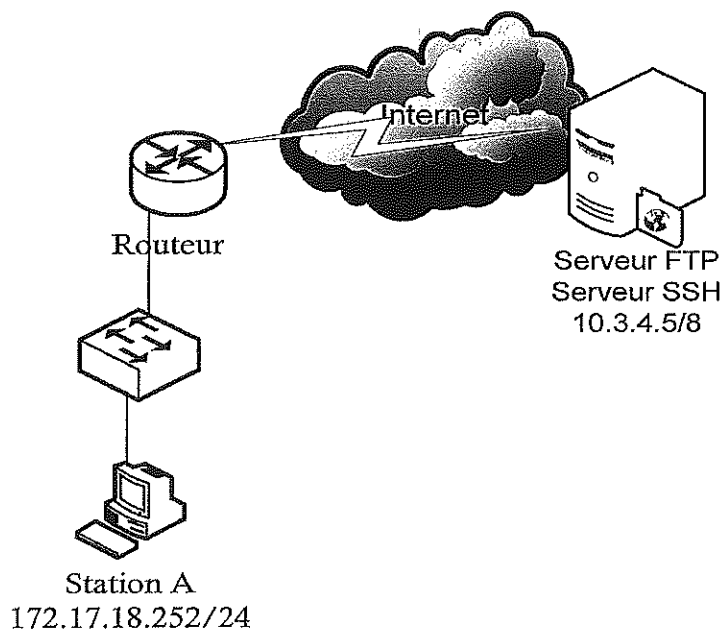 Internet
Routeur
Serveur FTP
Serveur SSH
10.3.4.5/8
Station A
172.17.18.252/24